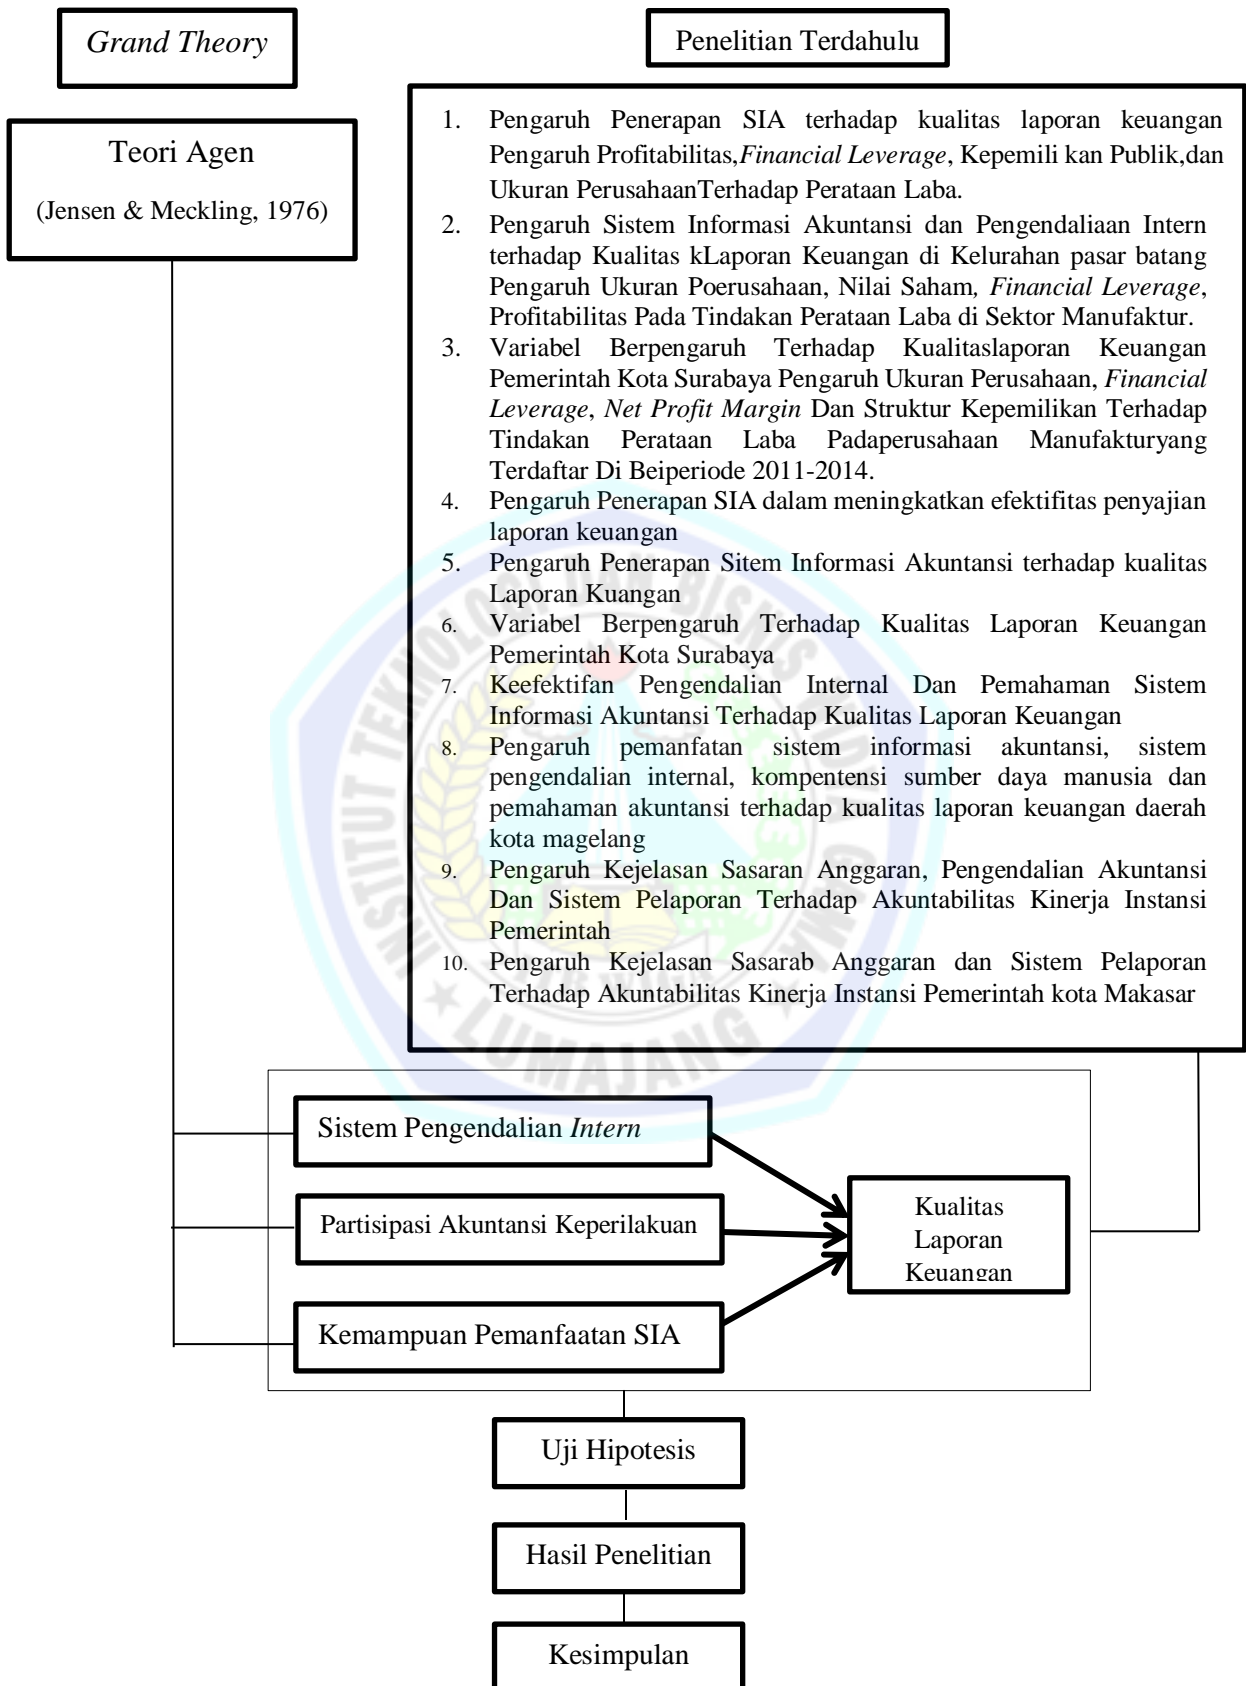 Grand Theory
Penelitian Terdahulu
Teori Agen
(Jensen & Meckling, 1976)
1. Pengaruh Penerapan SIA terhadap kualitas laporan keuangan
Pengaruh Profitabilitas,Financial Leverage, Kepemili kan Publik,dan
Ukuran PerusahaanTerhadap Perataan Laba.
2. Pengaruh Sistem Informasi Akuntansi dan Pengendaliaan Intern
terhadap Kualitas kLaporan Keuangan di Kelurahan pasar batang
Pengaruh Ukuran Poerusahaan, Nilai Saham, Financial Leverage,
Profitabilitas Pada Tindakan Perataan Laba di Sektor Manufaktur.
3. Variabel Berpengaruh Terhadap Kualitaslaporan Keuangan
Pemerintah Kota Surabaya Pengaruh Ukuran Perusahaan, Financial
Leverage, Net Profit Margin Dan Struktur Kepemilikan Terhadap
Tindakan Perataan Laba Padaperusahaan Manufakturyang
Terdaftar Di Beiperiode 2011-2014.
4. Pengaruh Penerapan SIA dalam meningkatkan efektifitas penyajian
laporan keuangan
5. Pengaruh Penerapan Sitem Informasi Akuntansi terhadap kualitas
Laporan Kuangan
6. Variabel Berpengaruh Terhadap Kualitas Laporan Keuangan
Pemerintah Kota Surabaya
7. Keefektifan Pengendalian Internal Dan Pemahaman Sistem
Informasi Akuntansi Terhadap Kualitas Laporan Keuangan
8. Pengaruh pemanfatan sistem informasi akuntansi, sistem
pengendalian internal, kompentensi sumber daya manusia dan
pemahaman akuntansi terhadap kualitas laporan keuangan daerah
kota magelang
9. Pengaruh Kejelasan Sasaran Anggaran, Pengendalian Akuntansi
Dan Sistem Pelaporan Terhadap Akuntabilitas Kinerja Instansi
Pemerintah
10. Pengaruh Kejelasan Sasarab Anggaran dan Sistem Pelaporan
Terhadap Akuntabilitas Kinerja Instansi Pemerintah kota Makasar
INSTITUT TEKNOLOGI DAN BISNIS WIDYA GAMA
LUMAJANG
Sistem Pengendalian Intern
Partisipasi Akuntansi Keperilakuan
Kemampuan Pemanfaatan SIA
Kualitas
Laporan
Keuangan
Uji Hipotesis
Hasil Penelitian
Kesimpulan